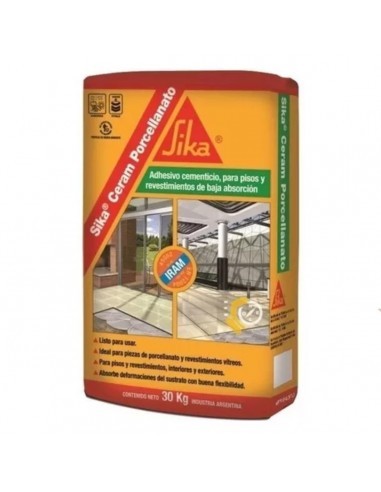 Sika® Ceram Porcellanato
Sika®
Adhesivo cementicio, para pisos y
revestimientos de baja absorción
IRAM
Listo para usar.
Ideal para piezas de porcellanato y revestimientos vítreos.
Para pisos y revestimientos, interiores y exteriores.
Absorbe deformaciones del sustrato con buena flexibilidad.
CONTENIDO NETO 30 Kg INDUSTRIA ARGENTINA
Sika® Ceram Porcellanato
Sika